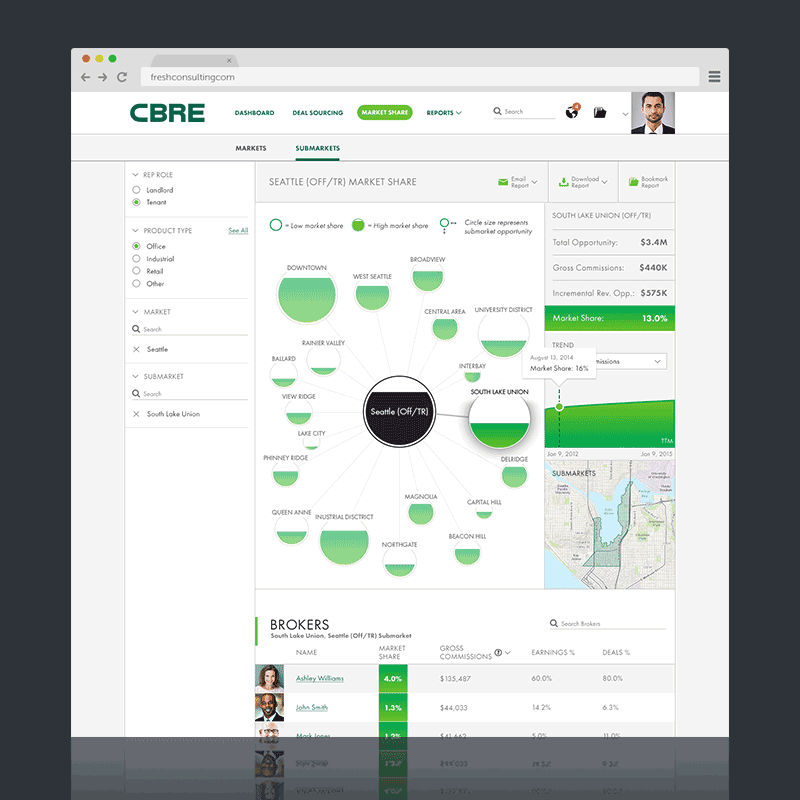 freshconsultingcom
CBRE
DASHBOARD
DEAL SOURCING
MARKET SHARE
REPORTS
Search
4
MARKETS
SUBMARKETS
REP ROLE
Landlord
Tenant
PRODUCT TYPE
See All
Office
Industrial
Retail
Other
MARKET
Search
Seattle
SUBMARKET
Search
South Lake Union
SEATTLE (OFF/TR) MARKET SHARE
Email
Report
Download
Report
Bookmark
Report
= Low market share
= High market share
Circle size represents
submarket opportunity
DOWNTOWN
WEST SEATTLE
BROADVIEW
CENTRAL AREA
UNIVERSITY DISTRICT
RAINIER VALLEY
BALLARD
INTERBAY
VIEW RIDGE
SOUTH LAKE UNION
Seattle (Off/TR)
LAKE CITY
PHINNEY RIDGE
DELRIDGE
MAGNOLIA
CAPITAL HILL
QUEEN ANNE
INUSTRIAL DISCTRICT
NORTHGATE
BEACON HILL
SOUTH LAKE UNION (OFF/TR)
Total Opportunity: $3.4M
Gross Commissions: $440K
Incremental Rev. Opp.: $575K
Market Share: 13.0%
TREND
missions
August 13, 2014
Market Share: 16%
TTM
Jan 9, 2012
Jan 9, 2015
SUBMARKETS
BROKERS
South Lake Union, Seattle (Off/TR) Submarket
Search Brokers
NAME
MARKET
SHARE
GROSS
COMMISSIONS ?
EARNINGS %
DEALS %
Ashley Williams 4.0% $135,487 60.0% 80.0%
John Smith 1.3% $44,033 14.2% 6.3%
Mark Jones 1.2% $41,662 5.0% 11.0%